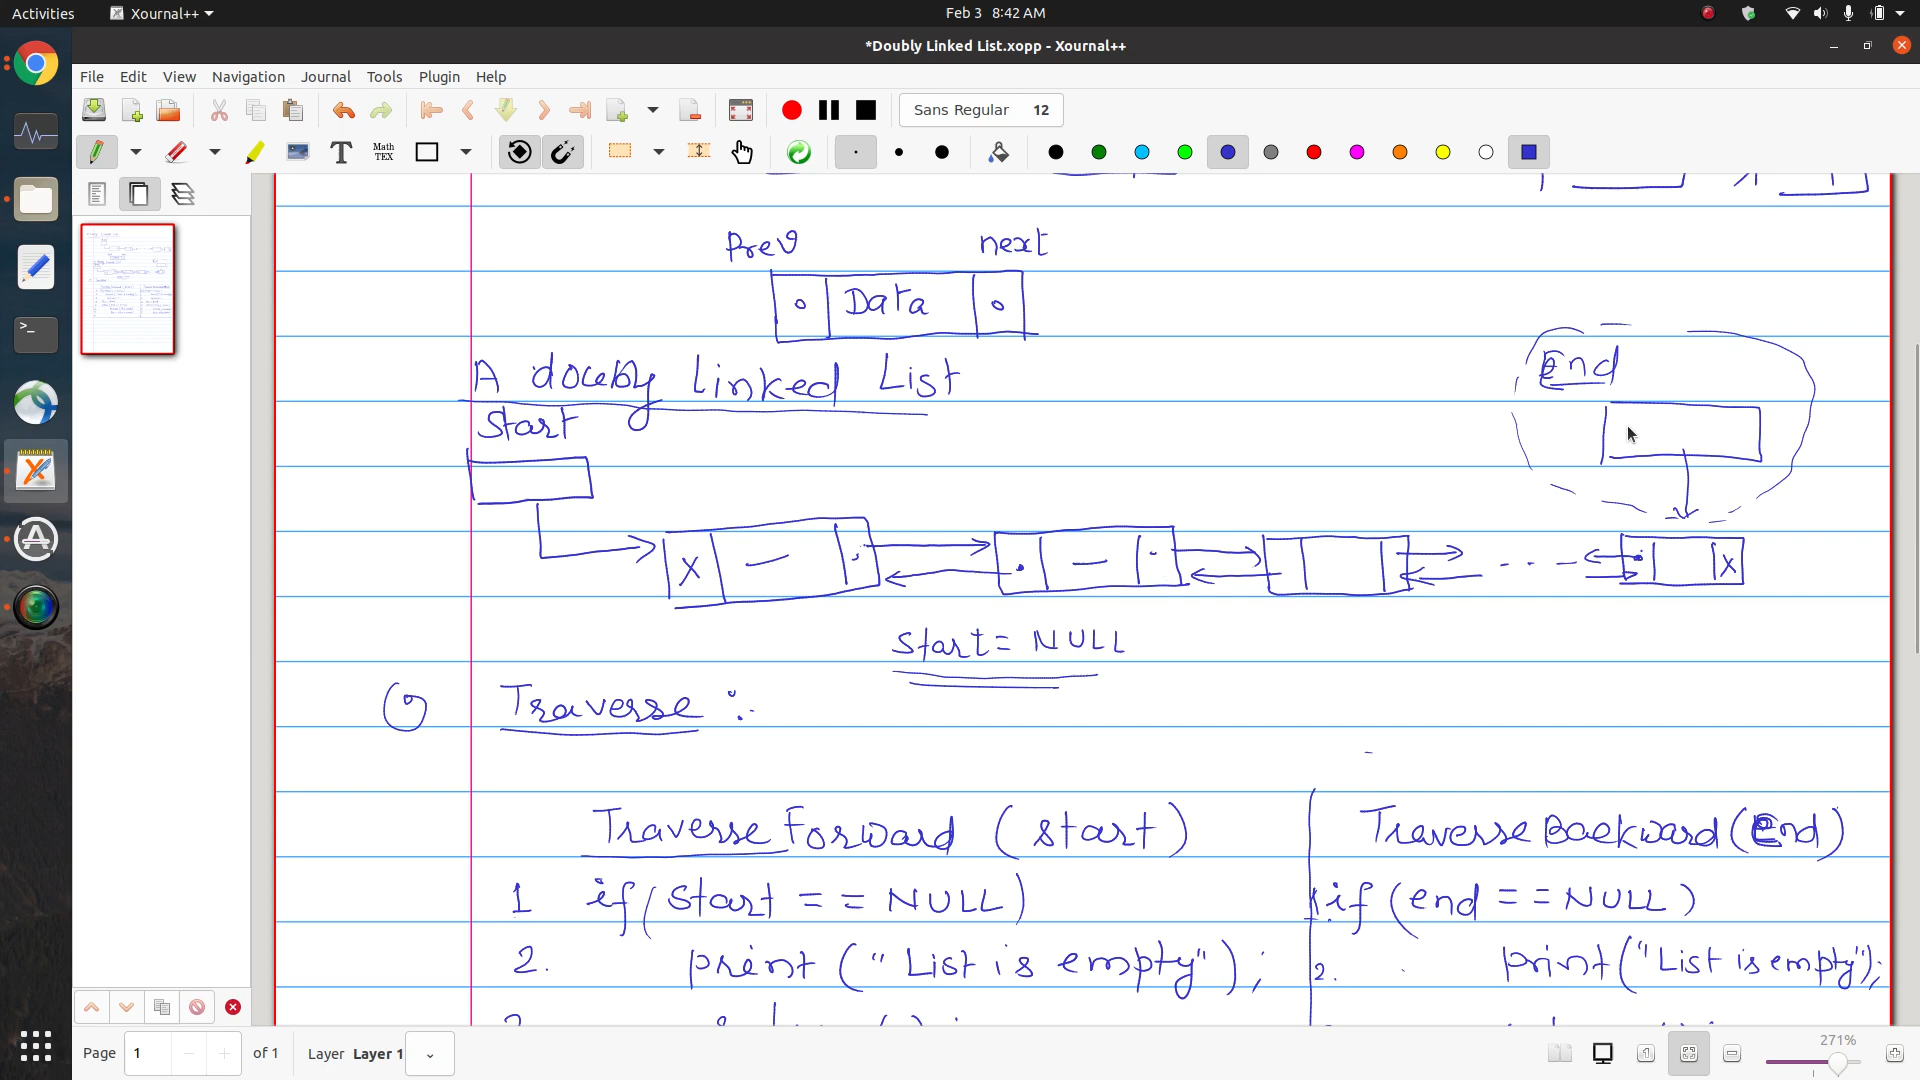 Activities Xournal++ Feb 3 8:42 AM
*Doubly Linked List.xopp - Xournal++
File Edit View Navigation Journal Tools Plugin Help
Sans Regular 12
T Math TEX
Prev next
Data
End
A doubly Linked List
Start
X X
Start = NULL
Traverse :
Traverse Forward (start) Traverse Backward (End)
1 if (start == NULL) 1. if (end == NULL)
2. print ("List is empty"); 2. print ("List is empty");
Page 1 of 1 Layer Layer 1 271%